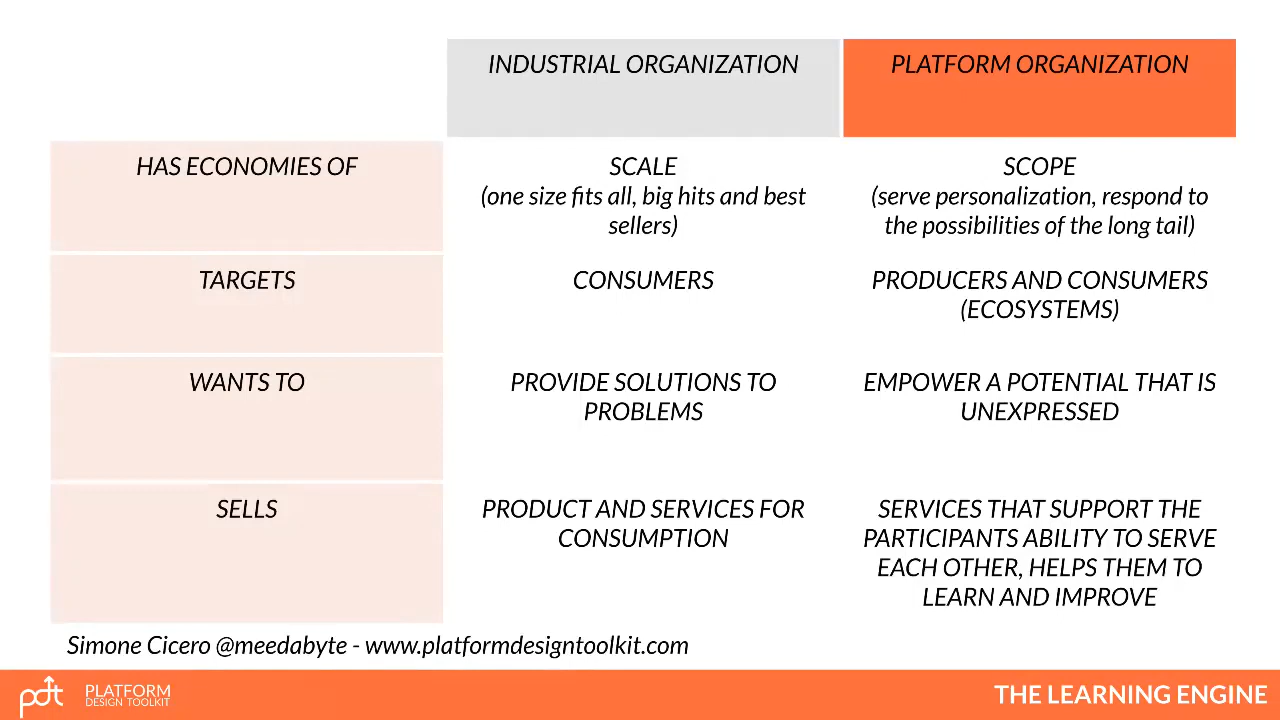 INDUSTRIAL ORGANIZATION
PLATFORM ORGANIZATION
HAS ECONOMIES OF
SCALE
(one size fits all, big hits and best
sellers)
SCOPE
(serve personalization, respond to
the possibilities of the long tail)
TARGETS
CONSUMERS
PRODUCERS AND CONSUMERS
(ECOSYSTEMS)
WANTS TO
PROVIDE SOLUTIONS TO
PROBLEMS
EMPOWER A POTENTIAL THAT IS
UNEXPRESSED
SELLS
PRODUCT AND SERVICES FOR
CONSUMPTION
SERVICES THAT SUPPORT THE
PARTICIPANTS ABILITY TO SERVE
EACH OTHER, HELPS THEM TO
LEARN AND IMPROVE
Simone Cicero @meedabyte - www.platformdesigntoolkit.com
pdt
PLATFORM
DESIGN TOOLKIT
THE LEARNING ENGINE